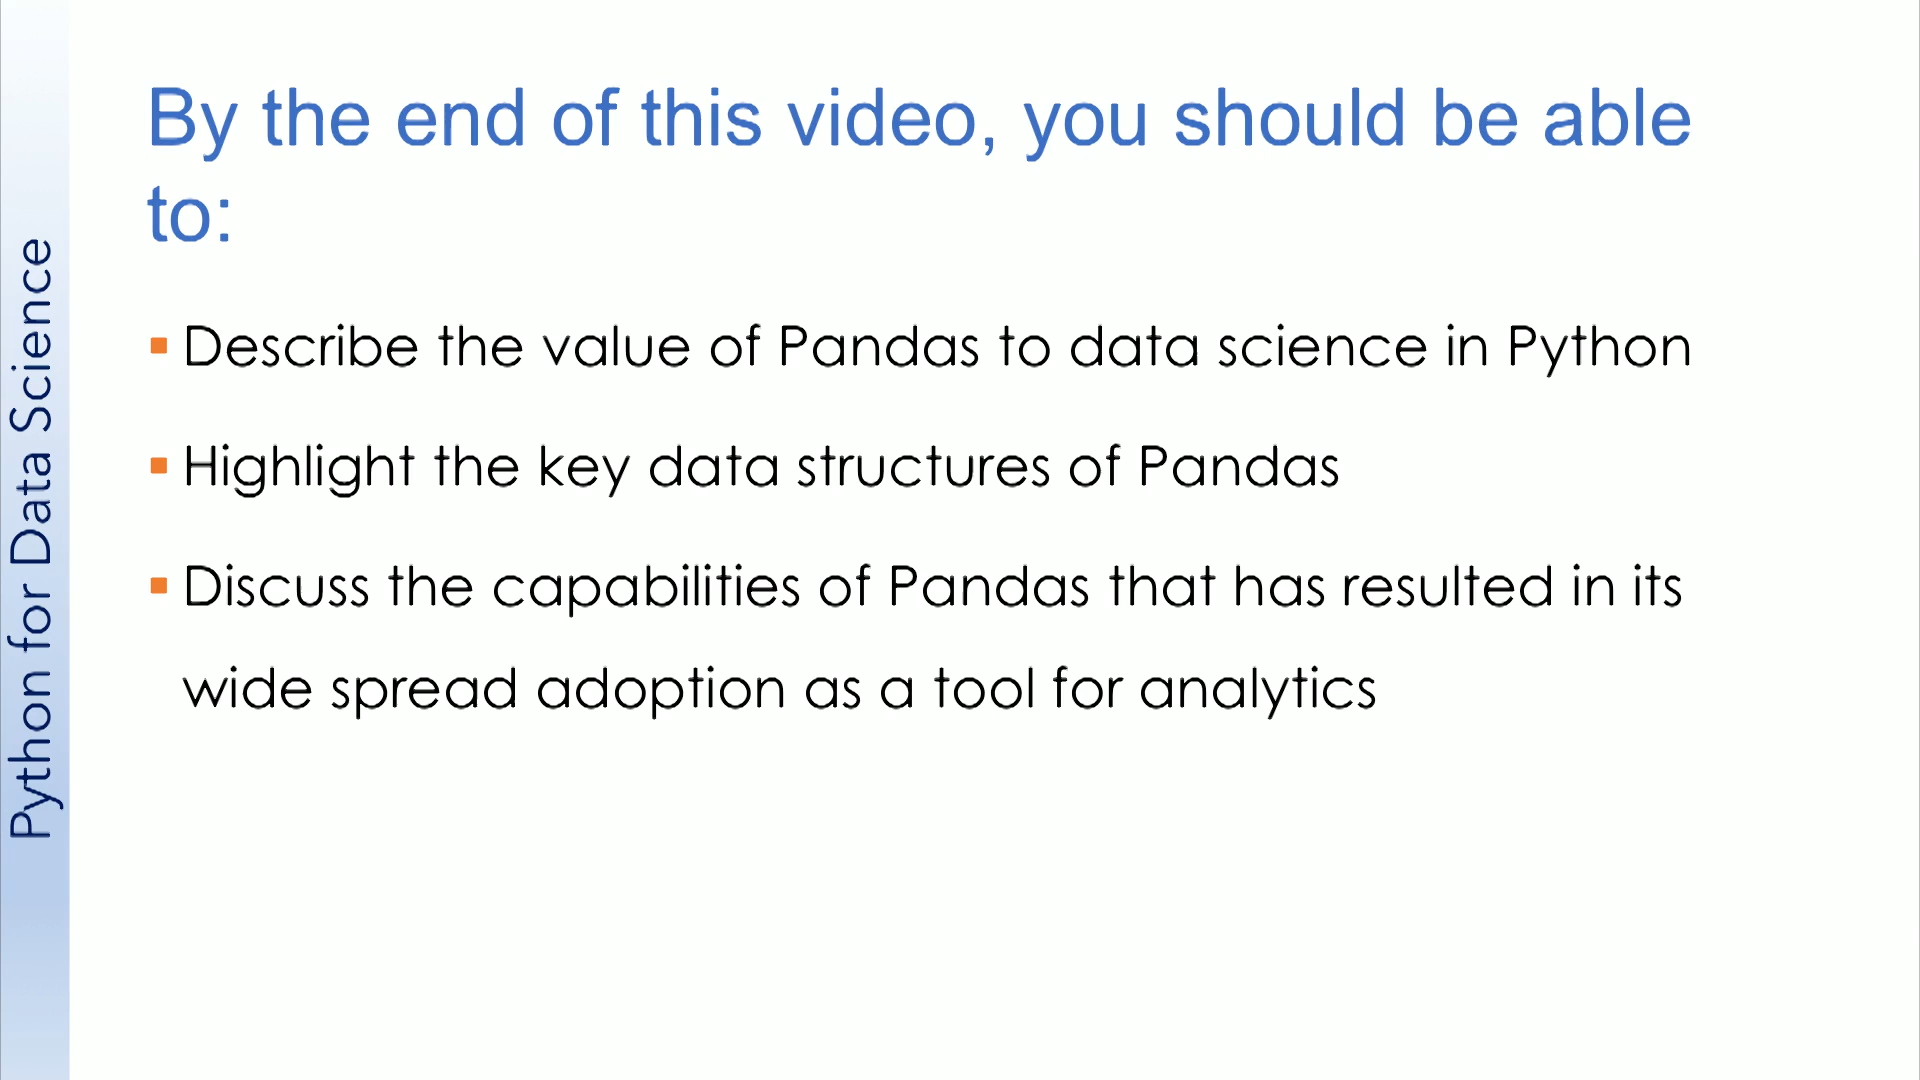 By the end of this video, you should be able
to:
▪ Describe the value of Pandas to data science in Python
▪ Highlight the key data structures of Pandas
▪ Discuss the capabilities of Pandas that has resulted in its
wide spread adoption as a tool for analytics
Python for Data Science